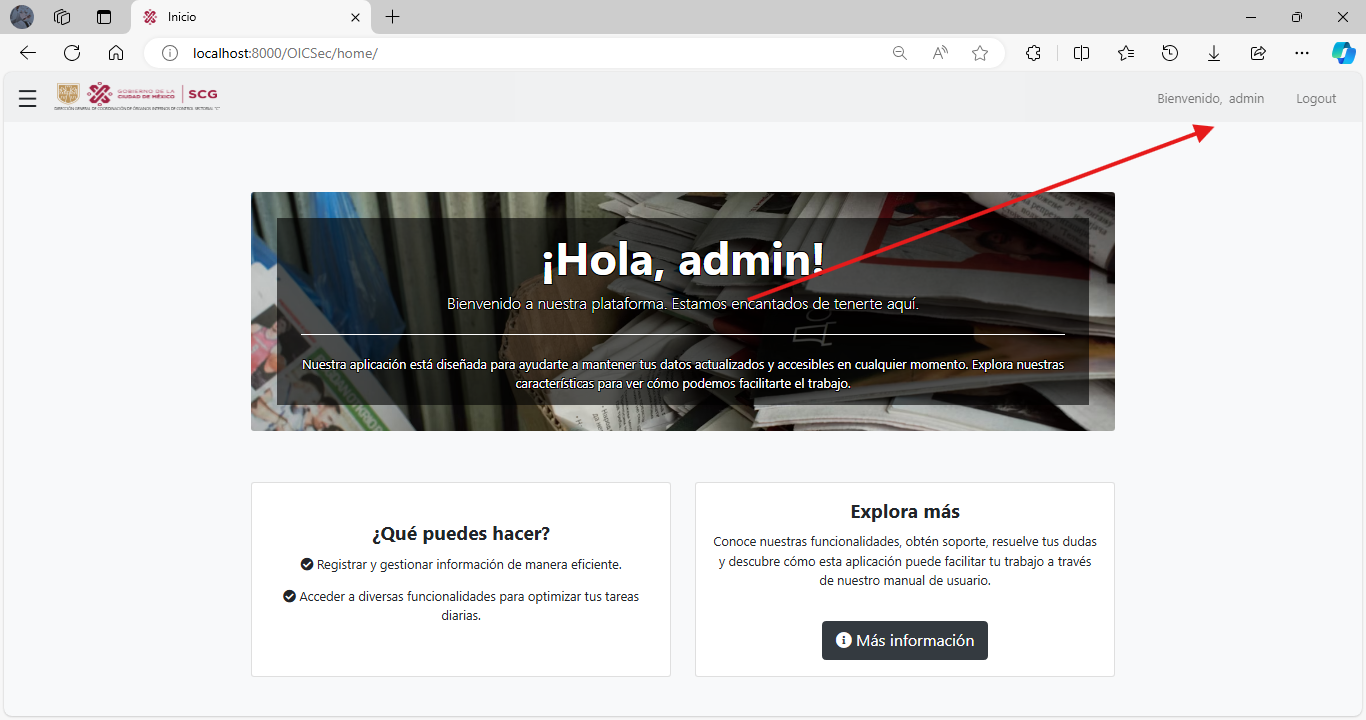 Inicio
localhost:8000/OICSec/home/
GOBIERNO DE LA
CIUDAD DE MÉXICO
SCG
DIRECCIÓN GENERAL DE COORDINACIÓN DE ÓRGANOS INTERNOS DE CONTROL SECTORIAL "C"
Bienvenido, admin
Logout
¡Hola, admin!
Bienvenido a nuestra plataforma. Estamos encantados de tenerte aquí.
Nuestra aplicación está diseñada para ayudarte a mantener tus datos actualizados y accesibles en cualquier momento. Explora nuestras
características para ver cómo podemos facilitarte el trabajo.
¿Qué puedes hacer?
Registrar y gestionar información de manera eficiente.
Acceder a diversas funcionalidades para optimizar tus tareas
diarias.
Explora más
Conoce nuestras funcionalidades, obtén soporte, resuelve tus dudas
y descubre cómo esta aplicación puede facilitar tu trabajo a través
de nuestro manual de usuario.
Más información